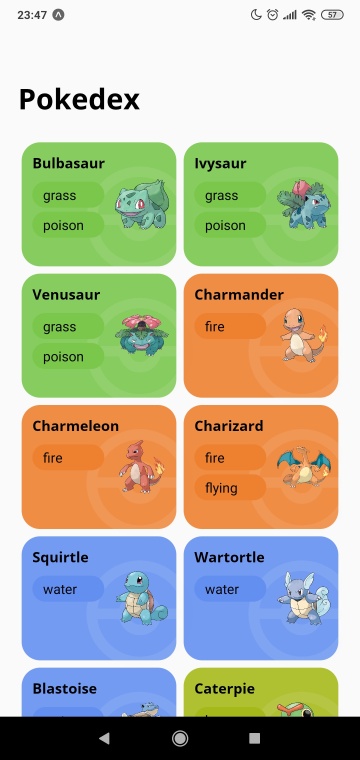 23:47
57
Pokedex
Bulbasaur
grass
poison
Ivysaur
grass
poison
Venusaur
grass
poison
Charmander
fire
Charmeleon
fire
Charizard
fire
flying
Squirtle
water
Wartortle
water
Blastoise
Caterpie